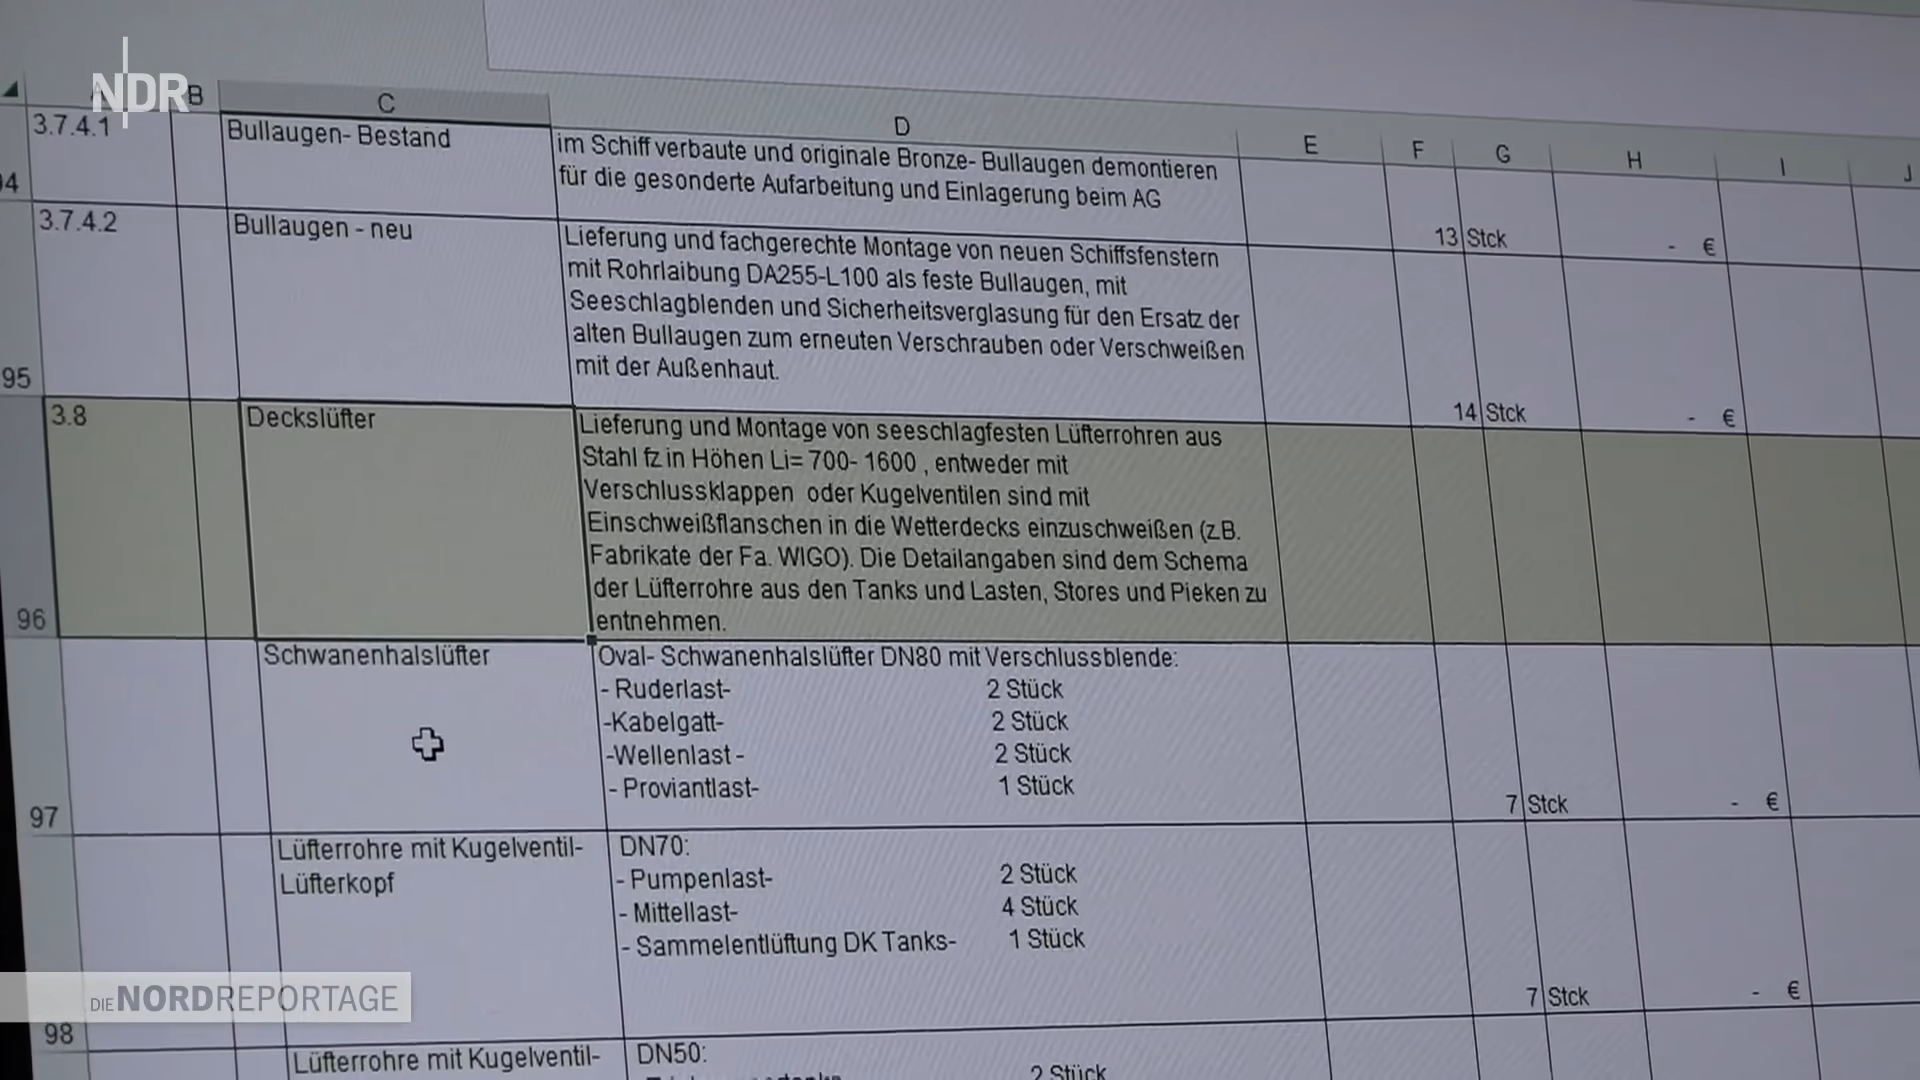 NDR
B C D E F G H I J
3.7.4.1 Bullaugen- Bestand
im Schiff verbaute und originale Bronze- Bullaugen demontieren
für die gesonderte Aufarbeitung und Einlagerung beim AG
13 Stck - €
3.7.4.2 Bullaugen - neu
Lieferung und fachgerechte Montage von neuen Schiffsfenstern
mit Rohrlaibung DA255-L100 als feste Bullaugen, mit
Seeschlagblenden und Sicherheitsverglasung für den Ersatz der
alten Bullaugen zum erneuten Verschrauben oder Verschweißen
mit der Außenhaut.
95
14 Stck - €
3.8 Deckslüfter
Lieferung und Montage von seeschlagfesten Lüfterrohren aus
Stahl fz in Höhen Li= 700- 1600 , entweder mit
Verschlussklappen oder Kugelventilen sind mit
Einschweißflanschen in die Wetterdecks einzuschweißen (z.B.
Fabrikate der Fa. WIGO). Die Detailangaben sind dem Schema
der Lüfterrohre aus den Tanks und Lasten, Stores und Pieken zu
entnehmen.
96
Schwanenhalslüfter
Oval- Schwanenhalslüfter DN80 mit Verschlussblende:
- Ruderlast- 2 Stück
-Kabelgatt- 2 Stück
-Wellenlast - 2 Stück
- Proviantlast- 1 Stück
97
7 Stck - €
Lüfterrohre mit Kugelventil-
Lüfterkopf
DN70:
- Pumpenlast- 2 Stück
- Mittellast- 4 Stück
- Sammelentlüftung DK Tanks- 1 Stück
7 Stck - €
DIE NORDREPORTAGE
98
Lüfterrohre mit Kugelventil-
DN50:
2 Stück